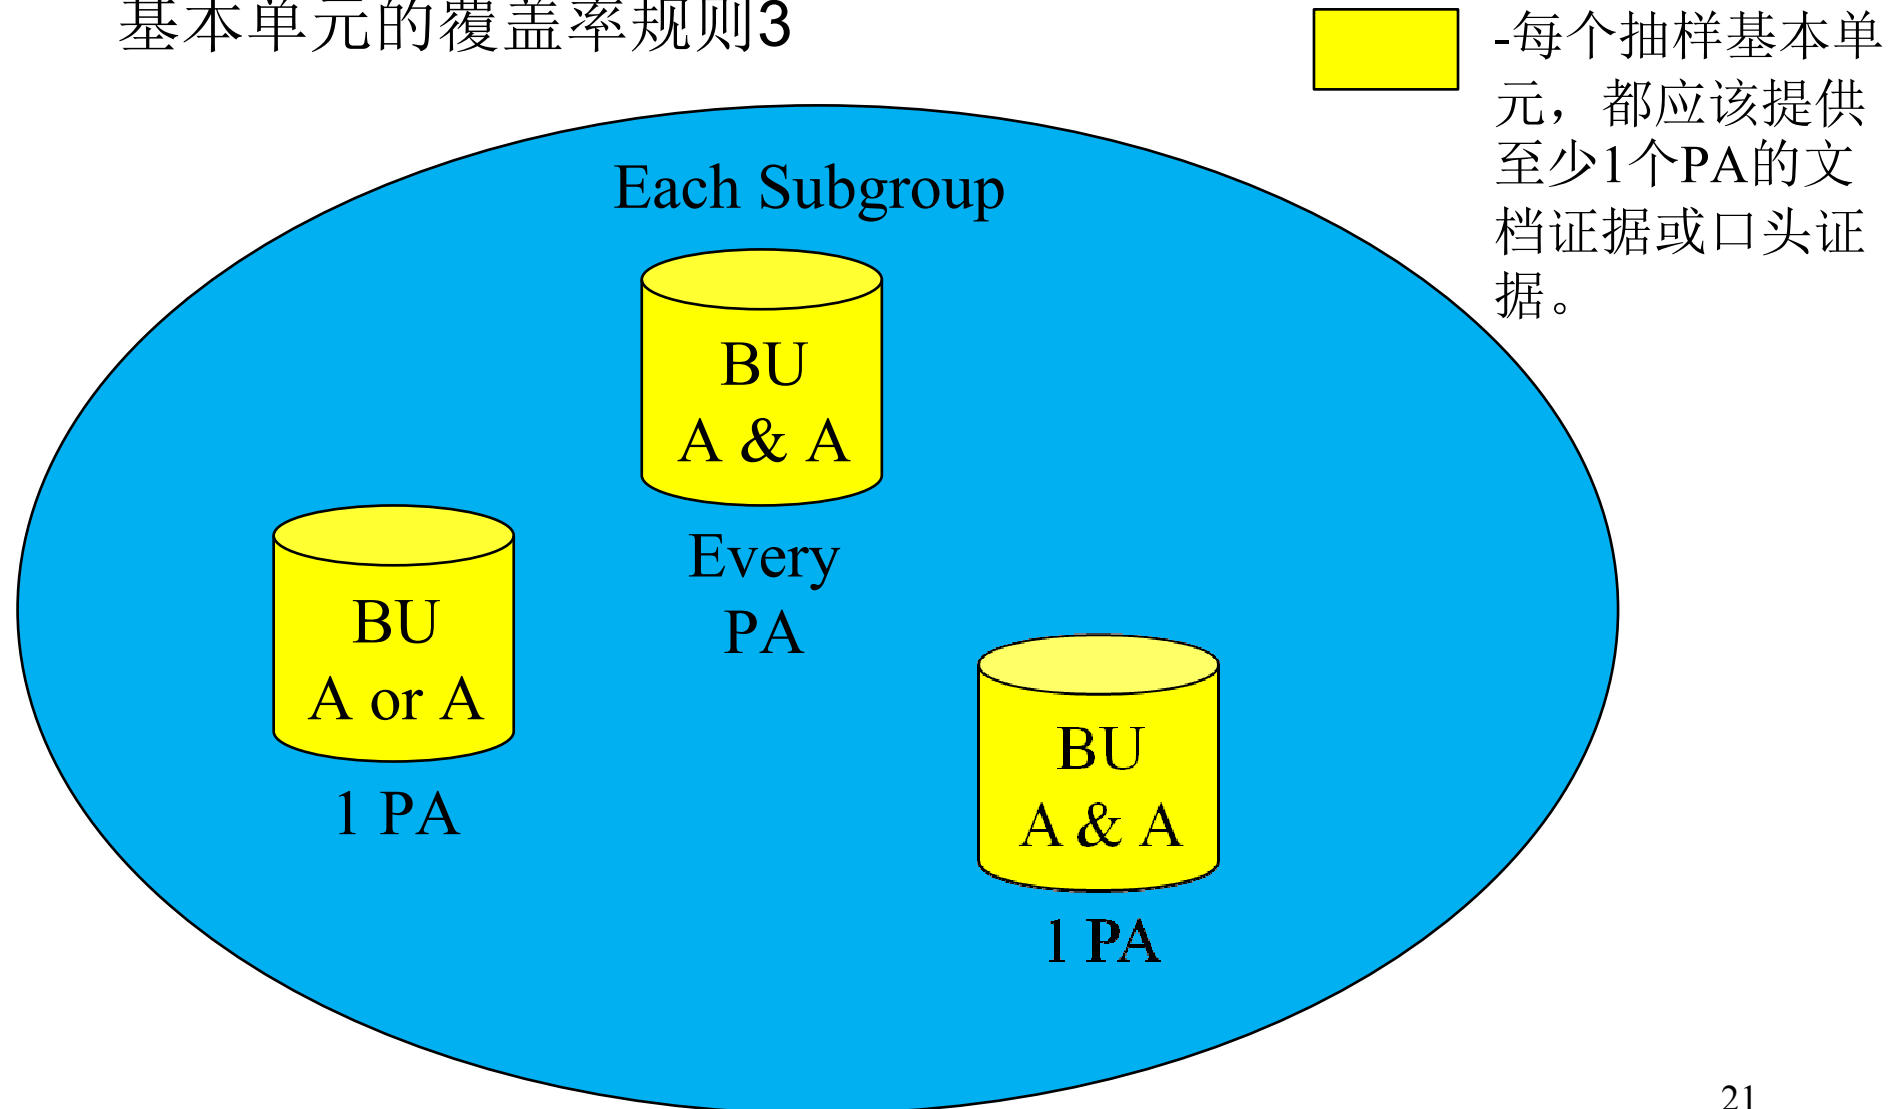 基本单元的覆盖率规则3
-每个抽样基本单
元，都应该提供
至少1个PA的文
档证据或口头证
据。
Each Subgroup
BU
A & A
Every
PA
BU
A or A
1 PA
BU
A & A
1 PA
21